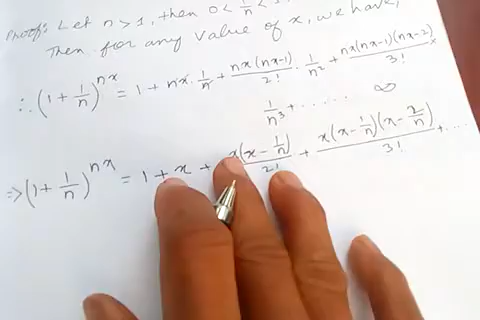 Proof: Let n > 1, then 0 < 1/n < 1
Then for any value of x, we have,
∴ (1 + 1/n)^{nx} = 1 + nx · 1/n + nx(nx-1)/2! · 1/n² + nx(nx-1)(nx-2)/3! ×
1/n³ + ...... ∞
⇒ (1 + 1/n)^{nx} = 1 + x + x(x - 1/n)/2! + x(x - 1/n)(x - 2/n)/3! + ....